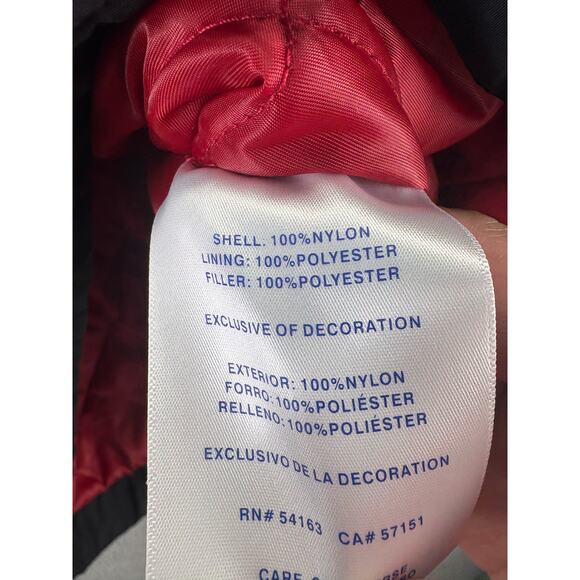 SHELL. 100%NYLON
LINING: 100%POLYESTER
FILLER: 100%POLYESTER
EXCLUSIVE OF DECORATION
EXTERIOR: 100%NYLON
FORRO: 100%POLIÉSTER
RELLENO: 100%POLIÉSTER
EXCLUSIVO DE LA DECORATION
RN# 54163 CA# 57151
CARE